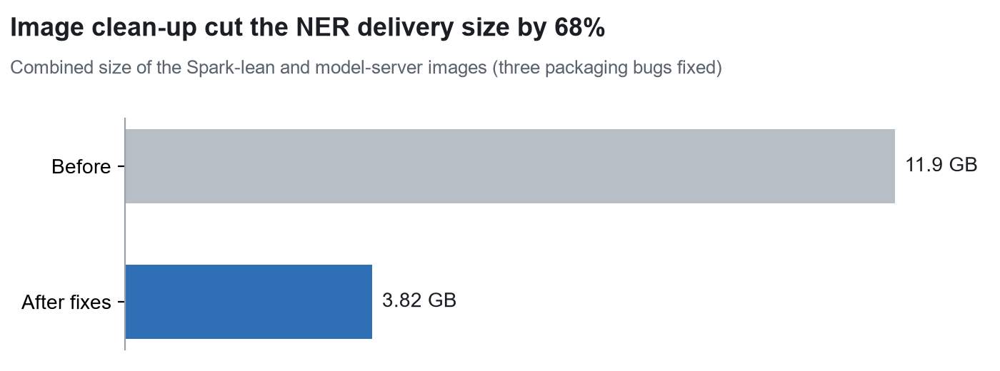 Image clean-up cut the NER delivery size by 68%
Combined size of the Spark-lean and model-server images (three packaging bugs fixed)
Before
11.9 GB
After fixes
3.82 GB